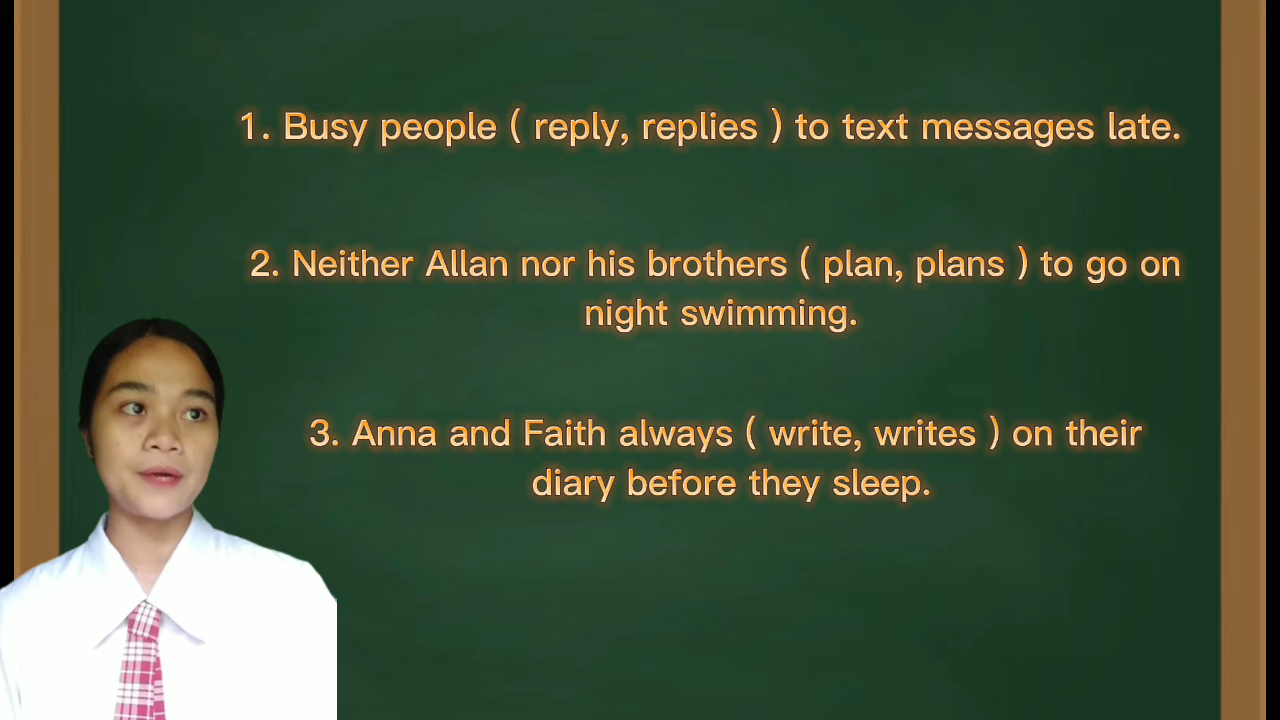 1. Busy people ( reply, replies ) to text messages late.
2. Neither Allan nor his brothers ( plan, plans ) to go on
night swimming.
3. Anna and Faith always ( write, writes ) on their
diary before they sleep.